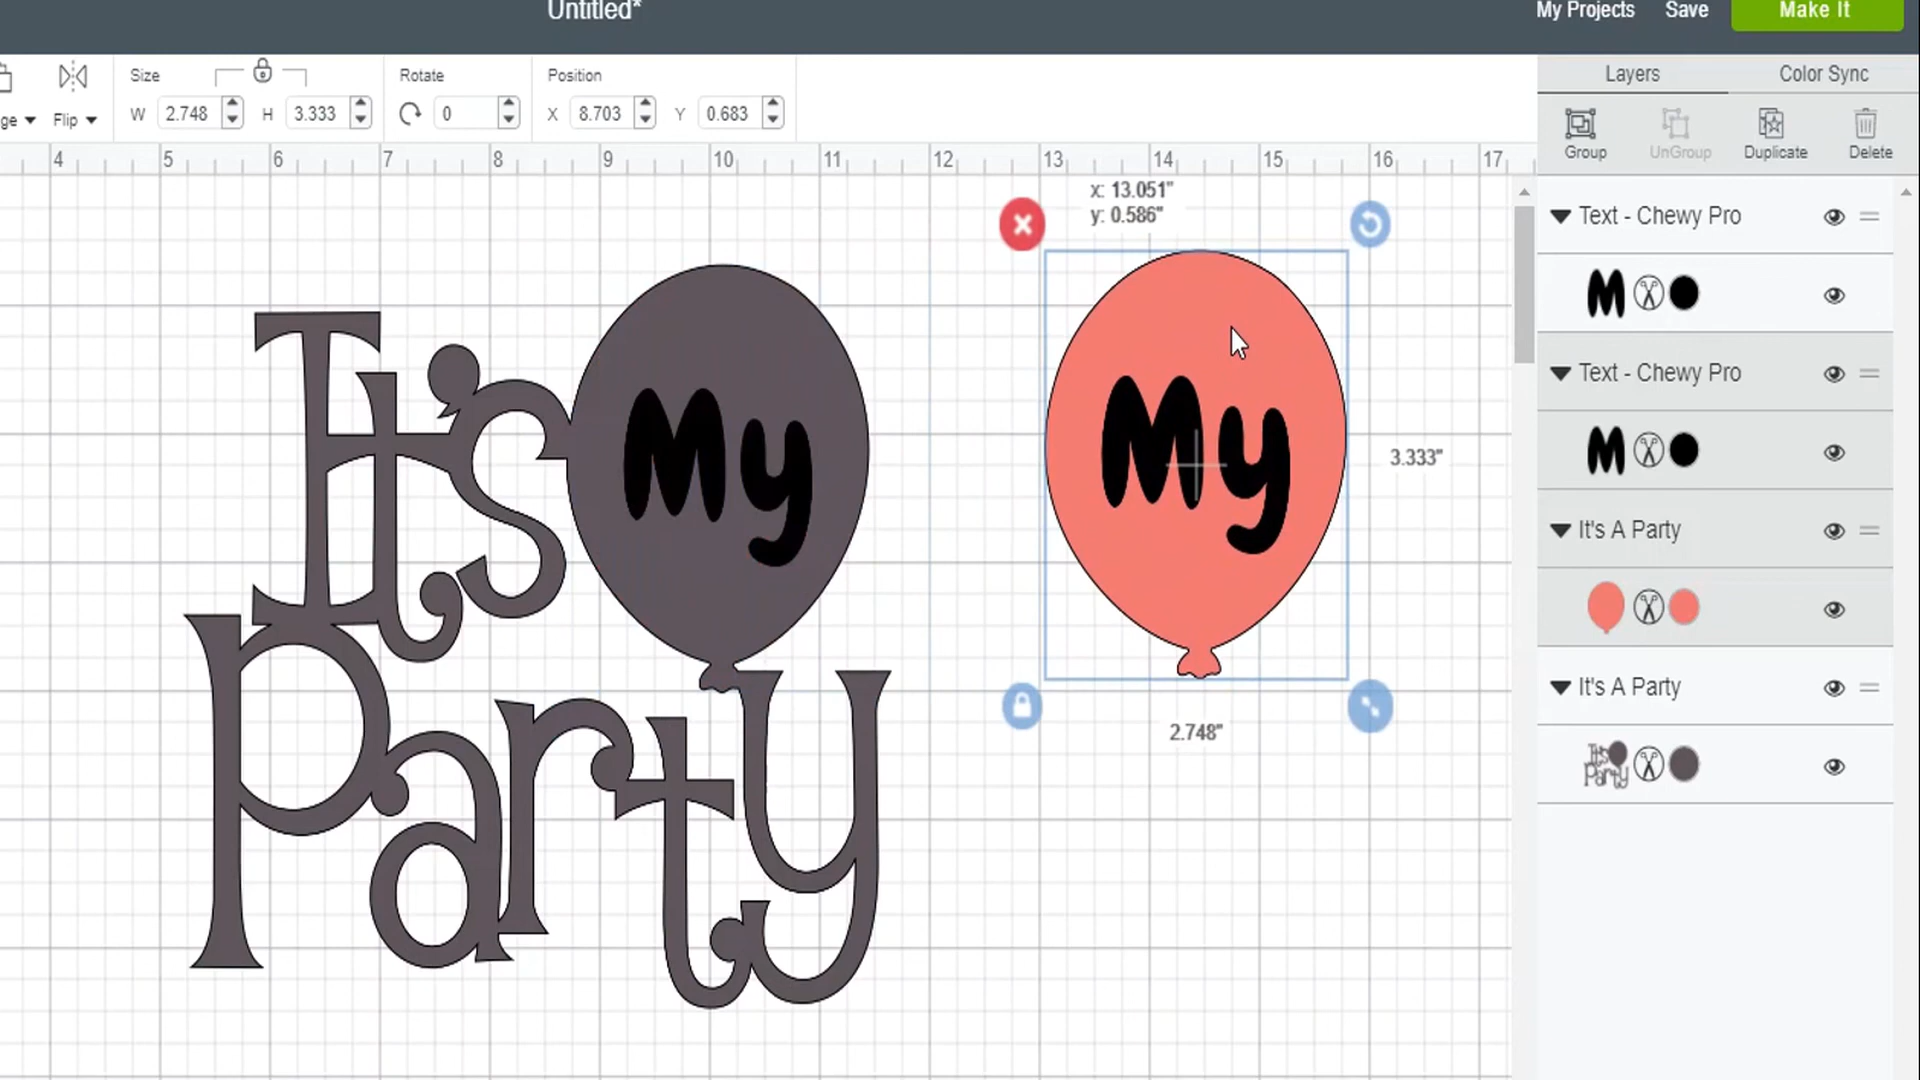 Untitled*
My Projects Save Make It
Size Rotate Position
ge Flip W 2.748 H 3.333 0 X 8.703 Y 0.683
Layers Color Sync
Group UnGroup Duplicate Delete
4 5 6 7 8 9 10 11 12 13 14 15 16 17
x: 13.051"
y: 0.586"
It's My
Party
My
3.333"
2.748"
Text - Chewy Pro
M
Text - Chewy Pro
M
It's A Party
It's A Party
It's
Party